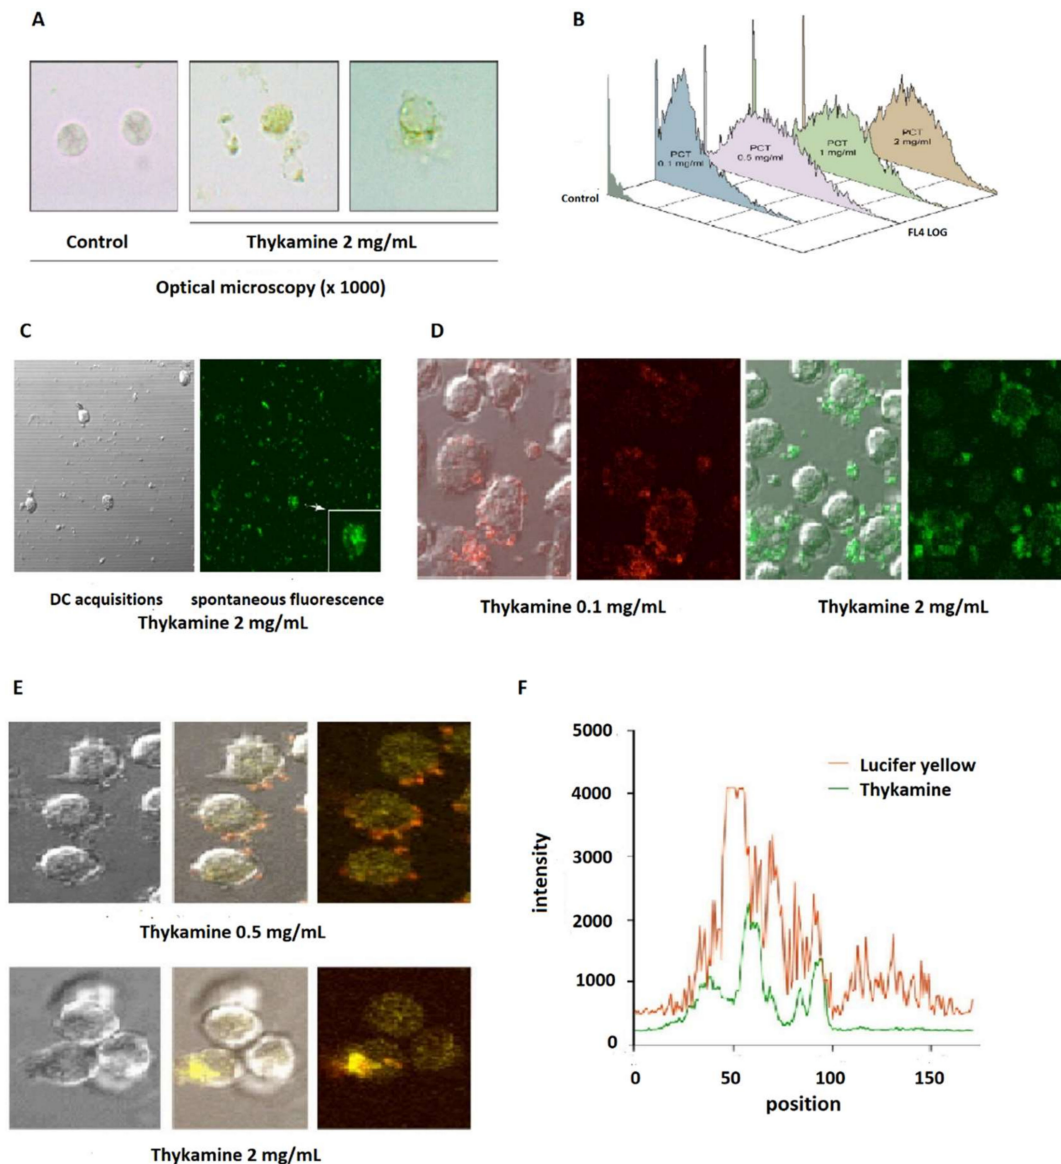 A
Control
Thykamine 2 mg/mL
Optical microscopy (x 1000)
B
PCT
0.1 mg/ml
PCT
0.5 mg/ml
PCT
1 mg/ml
PCT
2 mg/ml
Control
FL4 LOG
C
DC acquisitions
spontaneous fluorescence
Thykamine 2 mg/mL
D
Thykamine 0.1 mg/mL
Thykamine 2 mg/mL
E
Thykamine 0.5 mg/mL
Thykamine 2 mg/mL
F
5000
4000
3000
2000
1000
0
intensity
Lucifer yellow
Thykamine
0
50
100
150
position